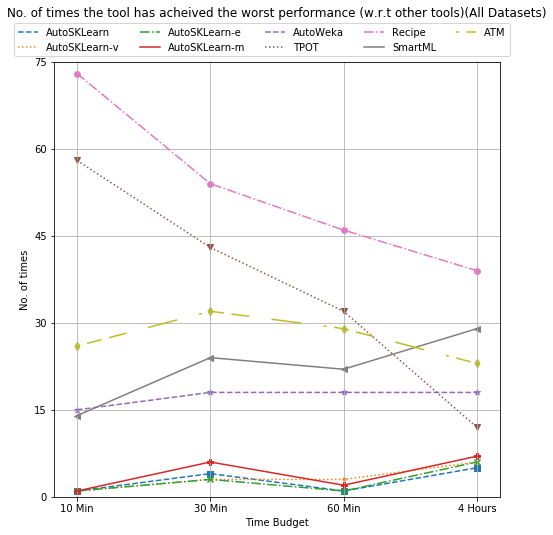 No. of times the tool has acheived the worst performance (w.r.t other tools)(All Datasets)
AutoSKLearn AutoSKLearn-e AutoWeka Recipe ATM
AutoSKLearn-v AutoSKLearn-m TPOT SmartML
75
60
45
30
15
0
No. of times
10 Min 30 Min 60 Min 4 Hours
Time Budget